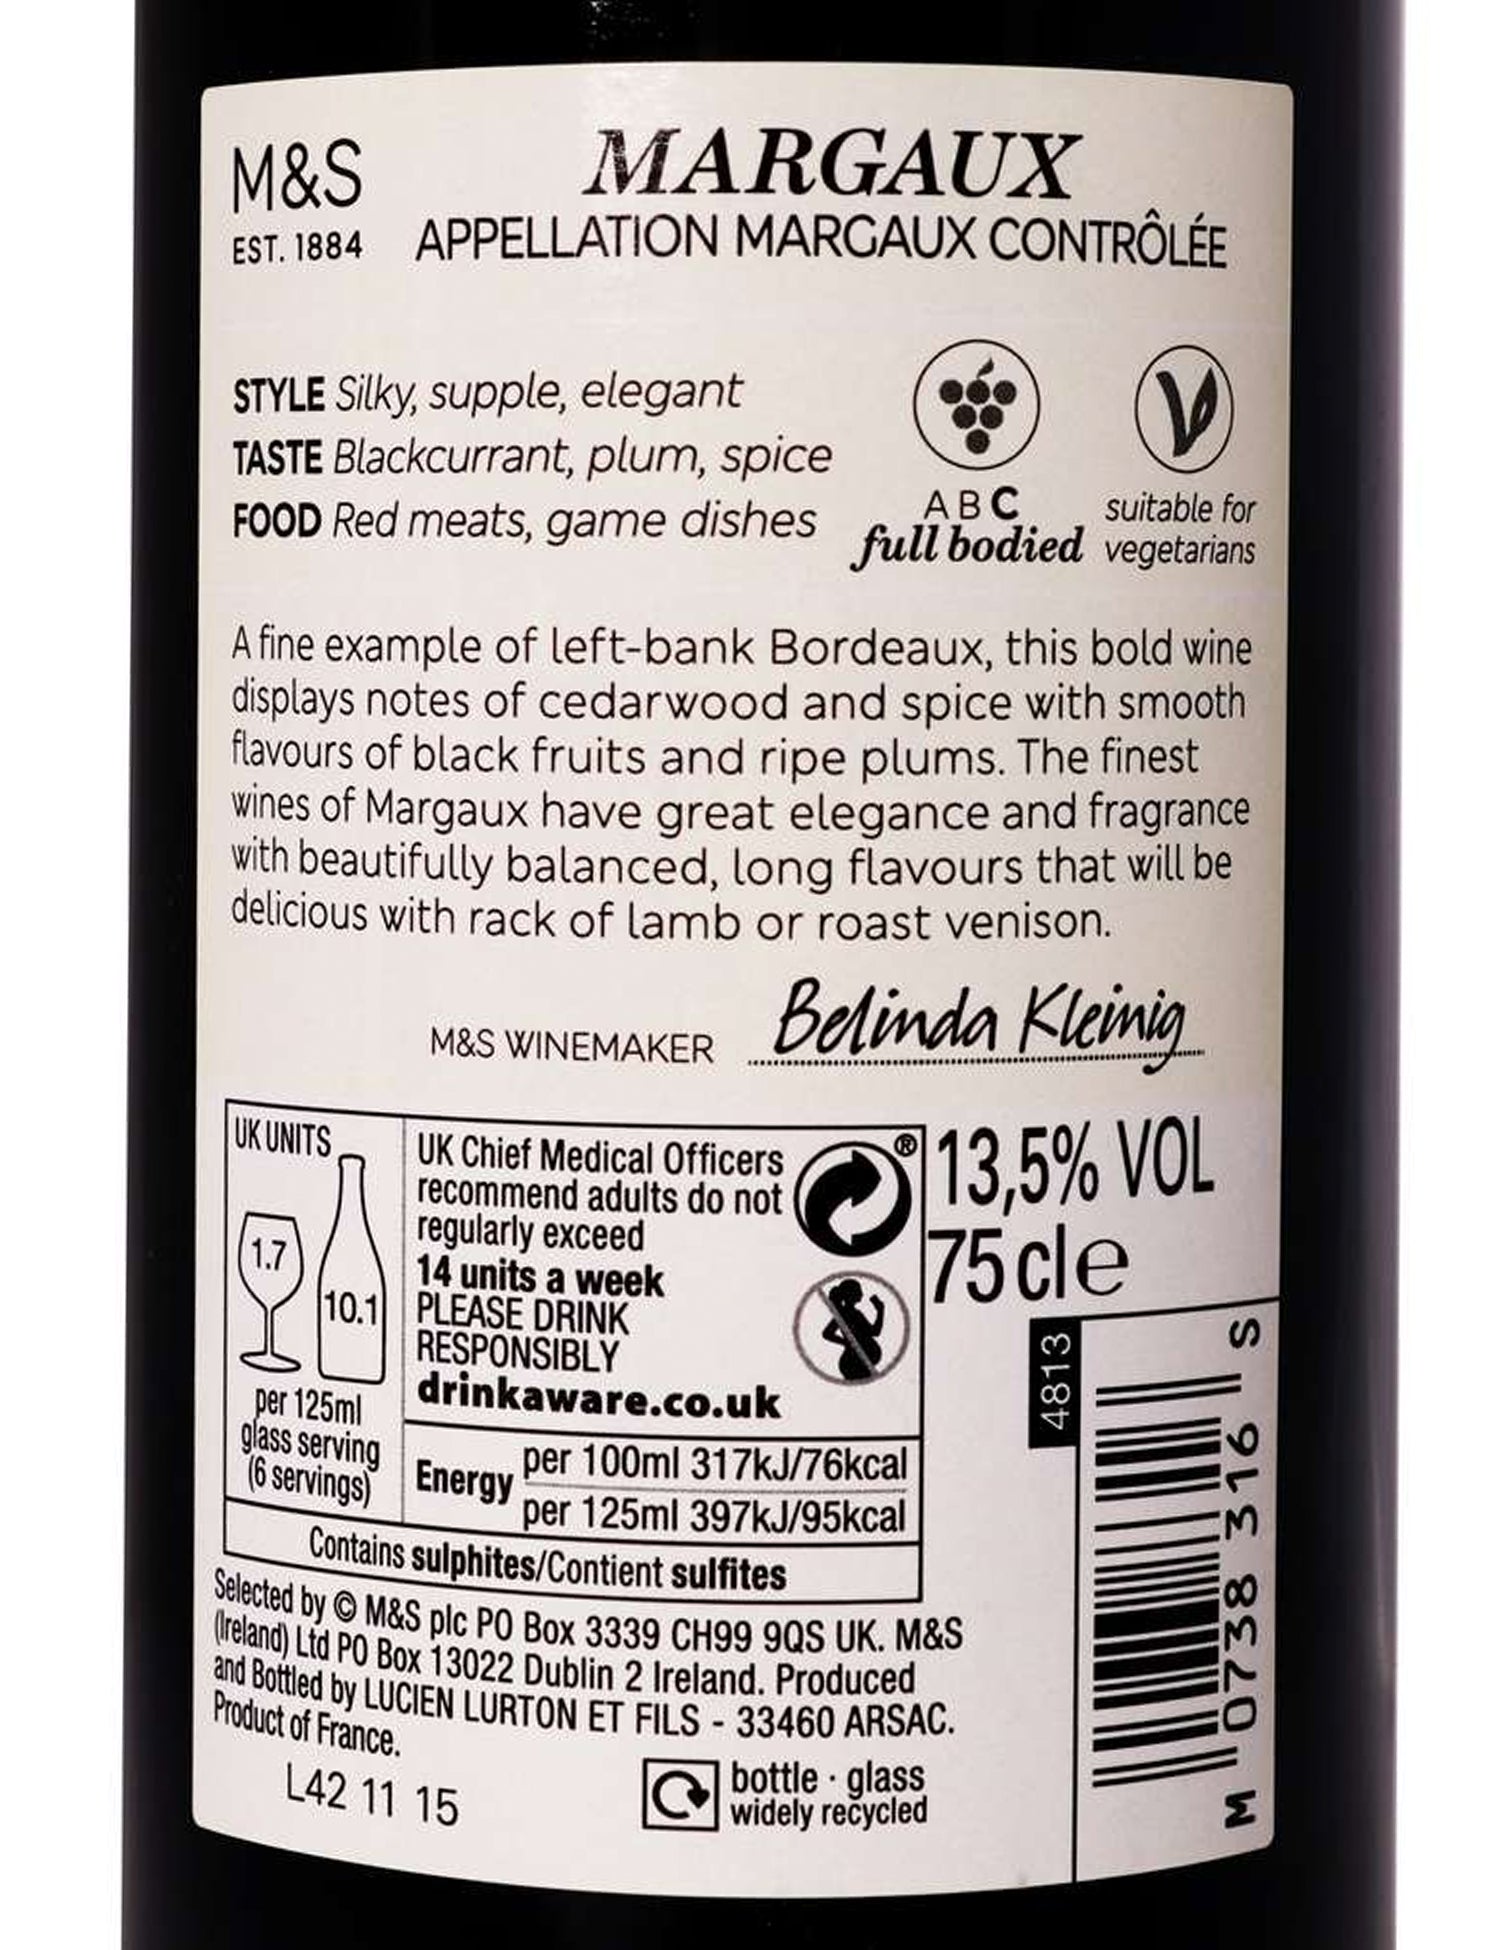 M&S
EST. 1884
MARGAUX
APPELLATION MARGAUX CONTRÔLÉE
STYLE Silky, supple, elegant
TASTE Blackcurrant, plum, spice
FOOD Red meats, game dishes
A B C
full bodied
suitable for
vegetarians
A fine example of left-bank Bordeaux, this bold wine
displays notes of cedarwood and spice with smooth
flavours of black fruits and ripe plums. The finest
wines of Margaux have great elegance and fragrance
with beautifully balanced, long flavours that will be
delicious with rack of lamb or roast venison.
M&S WINEMAKER Belinda Kleinig
UK UNITS
1.7
10.1
per 125ml
glass serving
(6 servings)
UK Chief Medical Officers
recommend adults do not
regularly exceed
14 units a week
PLEASE DRINK
RESPONSIBLY
drinkaware.co.uk
®
Energy
per 100ml 317kJ/76kcal
per 125ml 397kJ/95kcal
Contains sulphites/Contient sulfites
13,5% VOL
75 cl e
4813
M 0738 316 S
Selected by © M&S plc PO Box 3339 CH99 9QS UK. M&S
(Ireland) Ltd PO Box 13022 Dublin 2 Ireland. Produced
and Bottled by LUCIEN LURTON ET FILS - 33460 ARSAC.
Product of France.
L42 11 15
bottle · glass
widely recycled